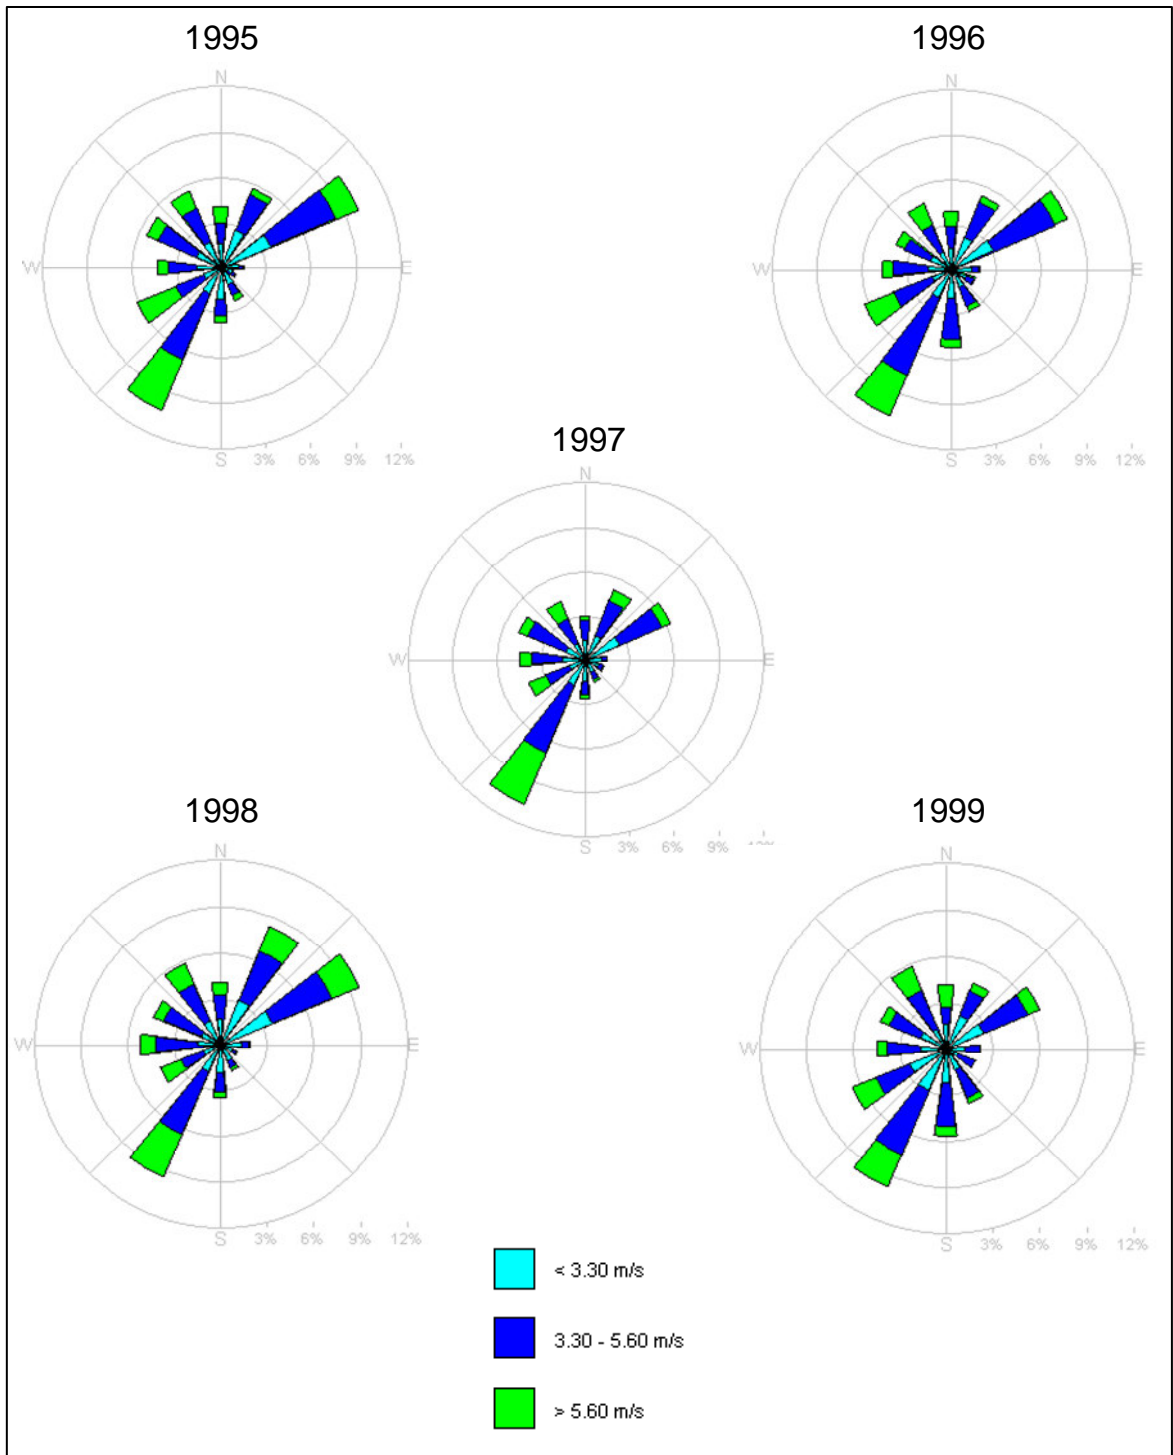 1995 1996
N N
W E W E
S 3% 6% 9% 12% S 3% 6% 9% 12%
1997
N
W E
S 3% 6% 9%
1998 1999
N N
W E W E
S 3% 6% 9% 12% S 3% 6% 9% 12%
< 3.30 m/s
3.30 - 5.60 m/s
> 5.60 m/s